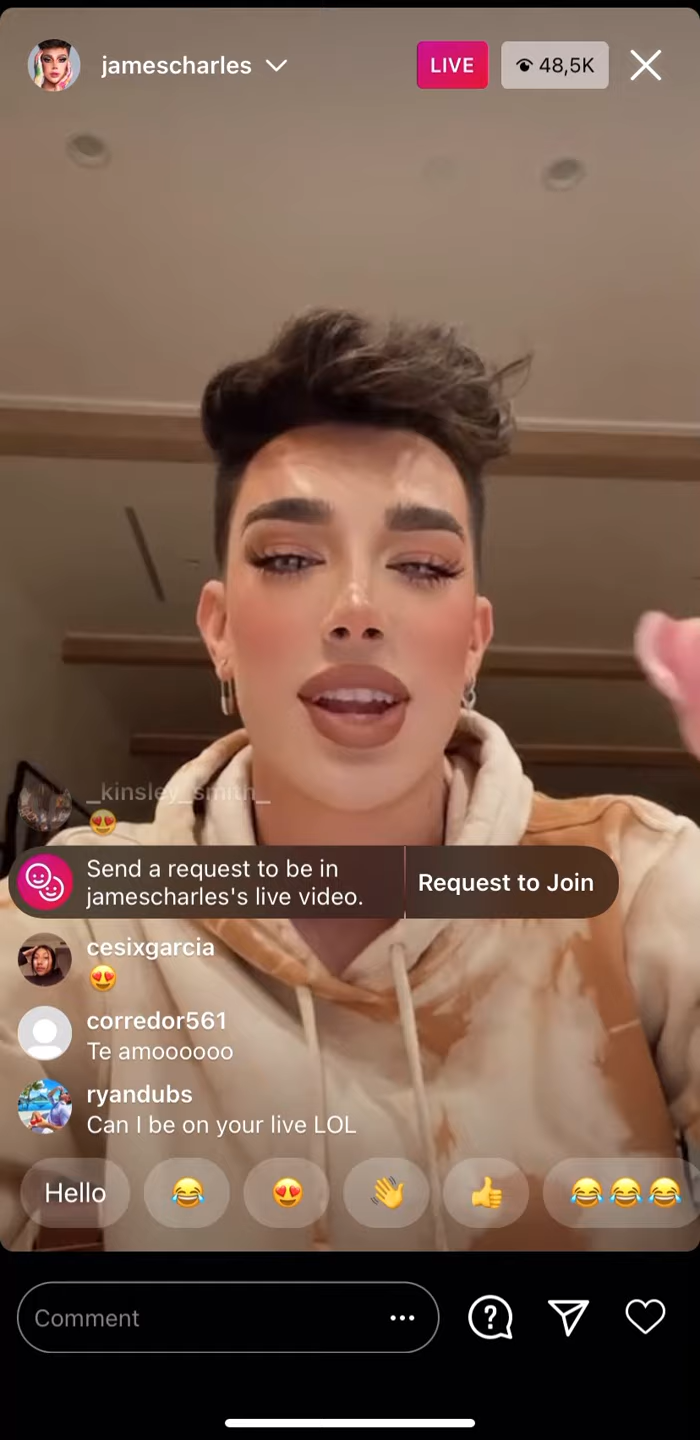 jamescharles
LIVE
48,5K
_kinsley_smith_
😍
Send a request to be in
jamescharles's live video.
Request to Join
cesixgarcia
😍
corredor561
Te amoooooo
ryandubs
Can I be on your live LOL
Hello 😂 😍 👋 👍 😂😂😂
Comment